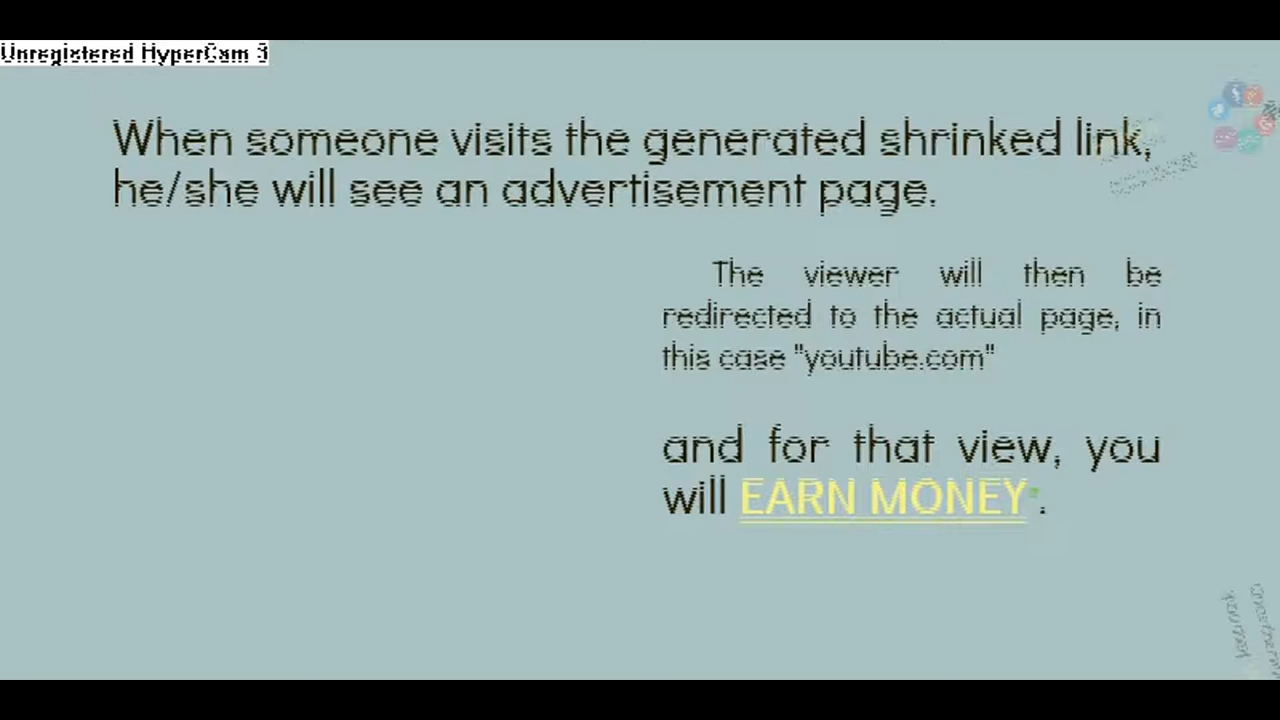 Unregistered HyperCam 3
When someone visits the generated shrinked link,
he/she will see an advertisement page.
The viewer will then be
redirected to the actual page, in
this case "youtube.com"
and for that view, you
will EARN MONEY .